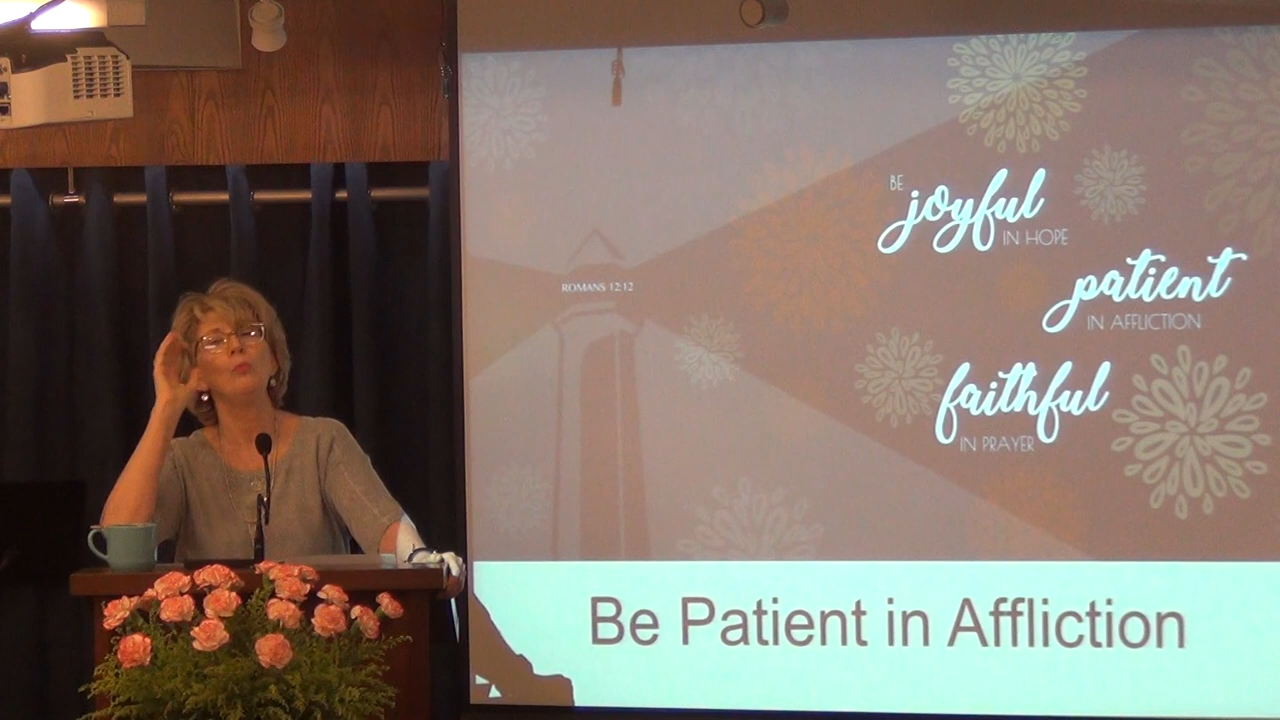 BE
joyful
IN HOPE
ROMANS 12:12
patient
IN AFFLICTION
faithful
IN PRAYER
Be Patient in Affliction